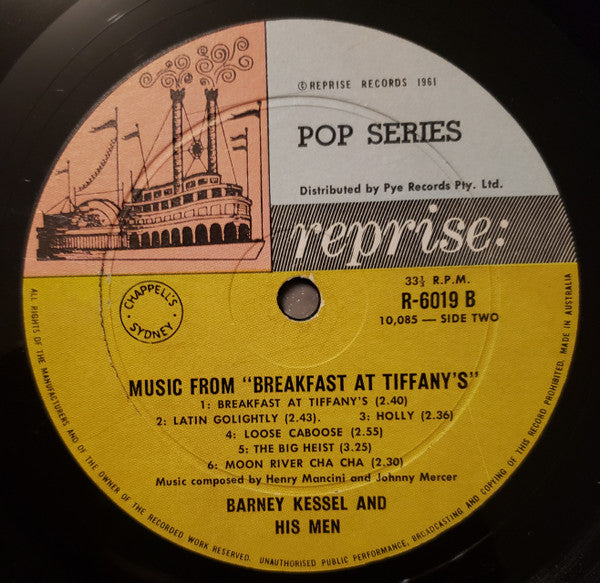 © REPRISE RECORDS 1961
POP SERIES
Distributed by Pye Records Pty. Ltd.
reprise:
33⅓ R.P.M.
R-6019 B
10,085 — SIDE TWO
CHAPPELL'S
SYDNEY
MUSIC FROM "BREAKFAST AT TIFFANY'S"
1: BREAKFAST AT TIFFANY'S (2.40)
2: LATIN GOLIGHTLY (2.43). 3: HOLLY (2.36)
4: LOOSE CABOOSE (2.55)
5: THE BIG HEIST (3.25)
6: MOON RIVER CHA CHA (2.30)
Music composed by Henry Mancini and Johnny Mercer
BARNEY KESSEL AND
HIS MEN
ALL RIGHTS OF THE MANUFACTURERS AND OF THE OWNER OF THE RECORDED WORK RESERVED. UNAUTHORISED PUBLIC PERFORMANCE, BROADCASTING AND COPYING OF THIS RECORD PROHIBITED. MADE IN AUSTRALIA